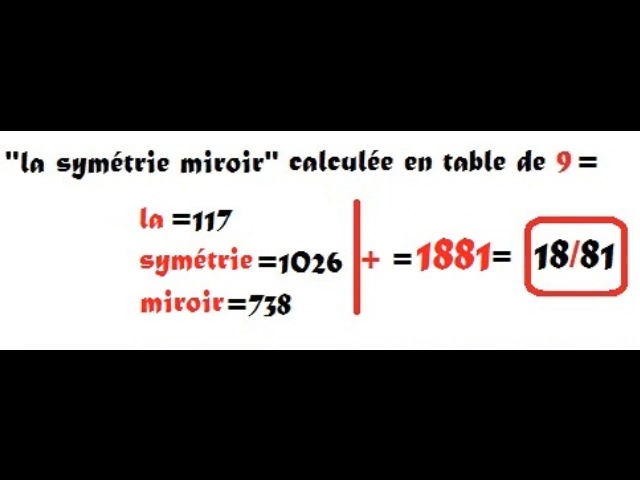 "la symétrie miroir" calculée en table de 9 =
la =117
symétrie =1026 + =1881= 18/81
miroir=738